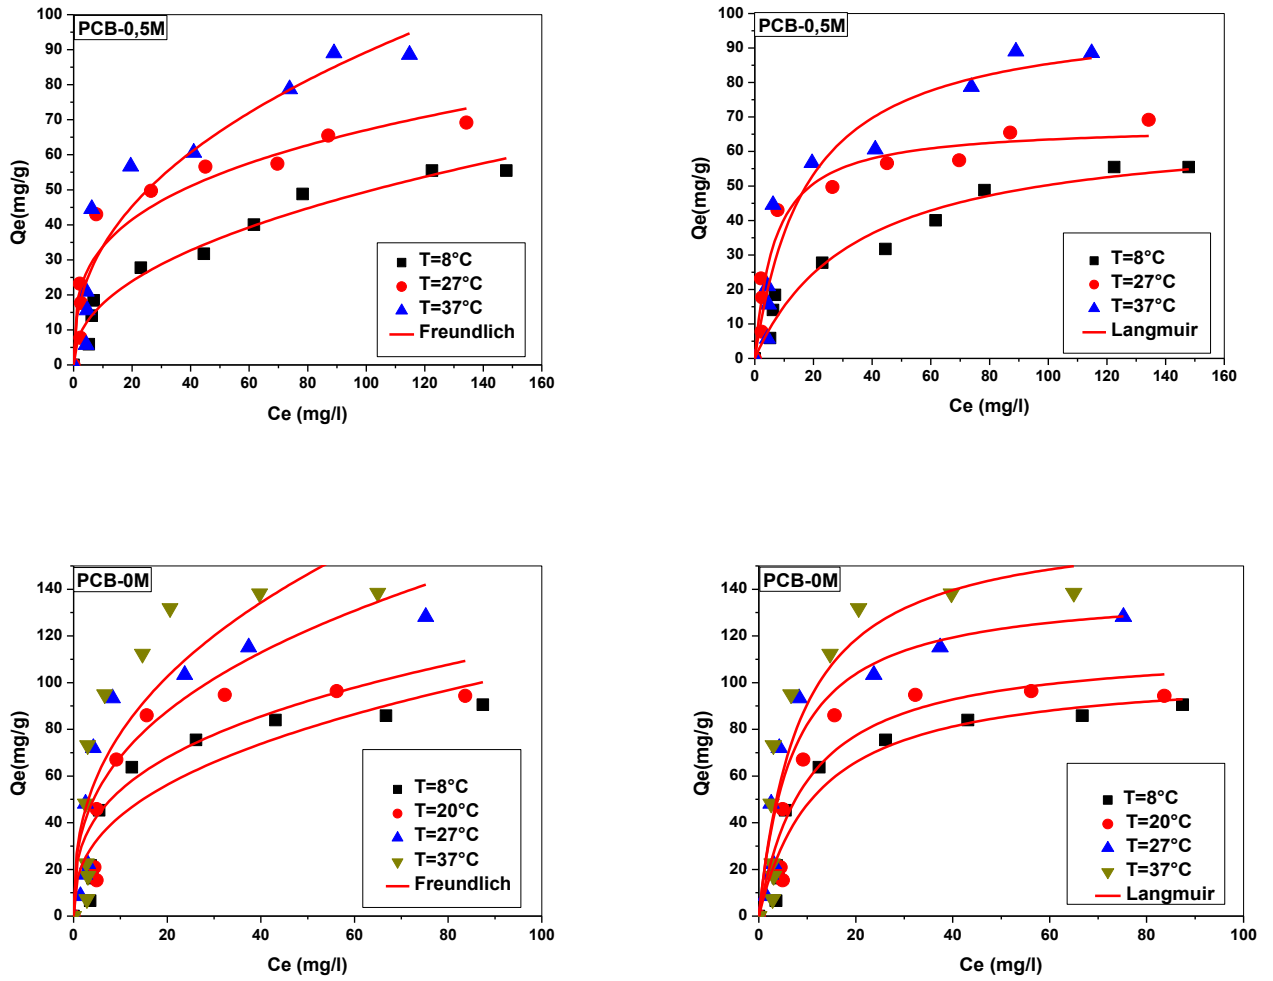 PCB-0,5M
100
90
80
70
60
50
40
30
20
10
0
Qe(mg/g)
T=8°C
T=27°C
T=37°C
Freundlich
0 20 40 60 80 100 120 140 160
Ce (mg/l)
PCB-0,5M
100
90
80
70
60
50
40
30
20
10
0
Qe(mg/g)
T=8°C
T=27°C
T=37°C
Langmuir
0 20 40 60 80 100 120 140 160
Ce (mg/l)
PCB-0M
140
120
100
80
60
40
20
0
Qe(mg/g)
T=8°C
T=20°C
T=27°C
T=37°C
Freundlich
0 20 40 60 80 100
Ce (mg/l)
PCB-0M
140
120
100
80
60
40
20
0
Qe(mg/g)
T=8°C
T=20°C
T=27°C
T=37°C
Langmuir
0 20 40 60 80 100
Ce (mg/l)